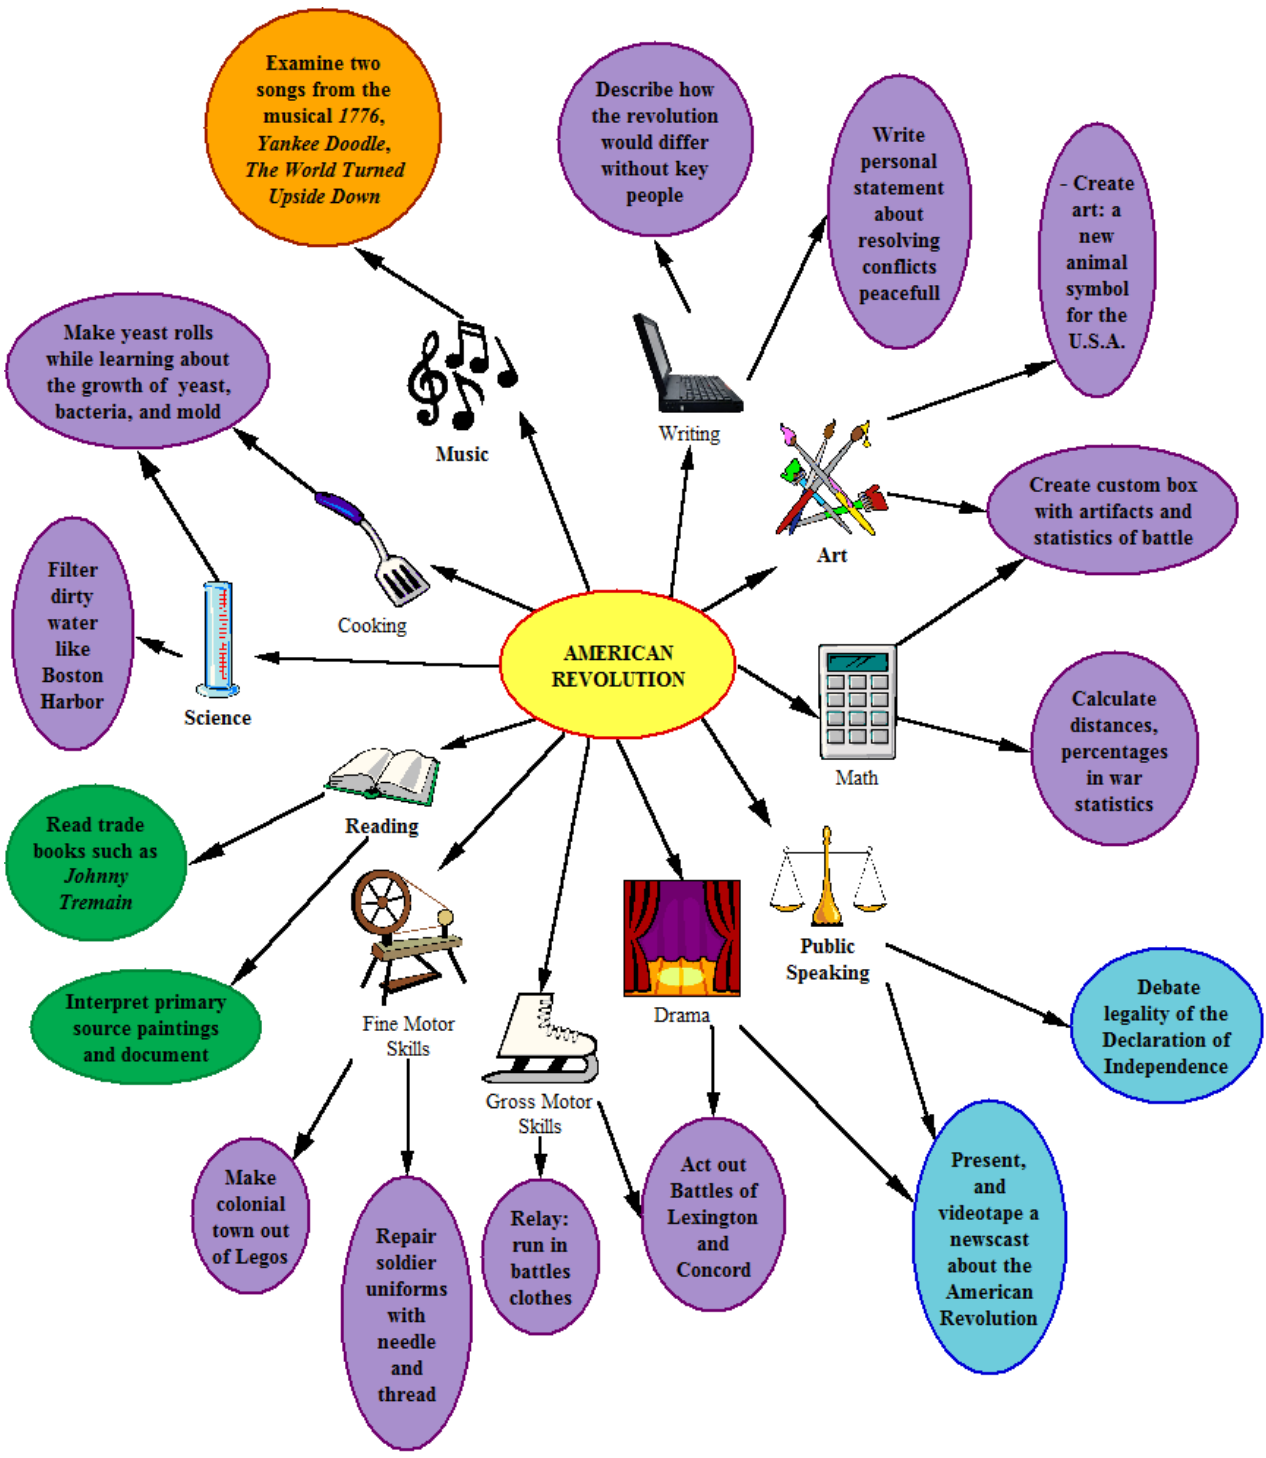 Examine two
songs from the
musical 1776,
Yankee Doodle,
The World Turned
Upside Down
Describe how
the revolution
would differ
without key
people
Write
personal
statement
about
resolving
conflicts
peacefull
- Create
art: a
new
animal
symbol
for the
U.S.A.
Make yeast rolls
while learning about
the growth of yeast,
bacteria, and mold
Music
Writing
Art
Create custom box
with artifacts and
statistics of battle
Filter
dirty
water
like
Boston
Harbor
Cooking
Science
AMERICAN
REVOLUTION
Math
Calculate
distances,
percentages
in war
statistics
Reading
Read trade
books such as
Johnny
Tremain
Interpret primary
source paintings
and document
Fine Motor
Skills
Gross Motor
Skills
Drama
Public
Speaking
Debate
legality of the
Declaration of
Independence
Make
colonial
town out
of Legos
Repair
soldier
uniforms
with
needle
and
thread
Relay:
run in
battles
clothes
Act out
Battles of
Lexington
and
Concord
Present,
and
videotape a
newscast
about the
American
Revolution